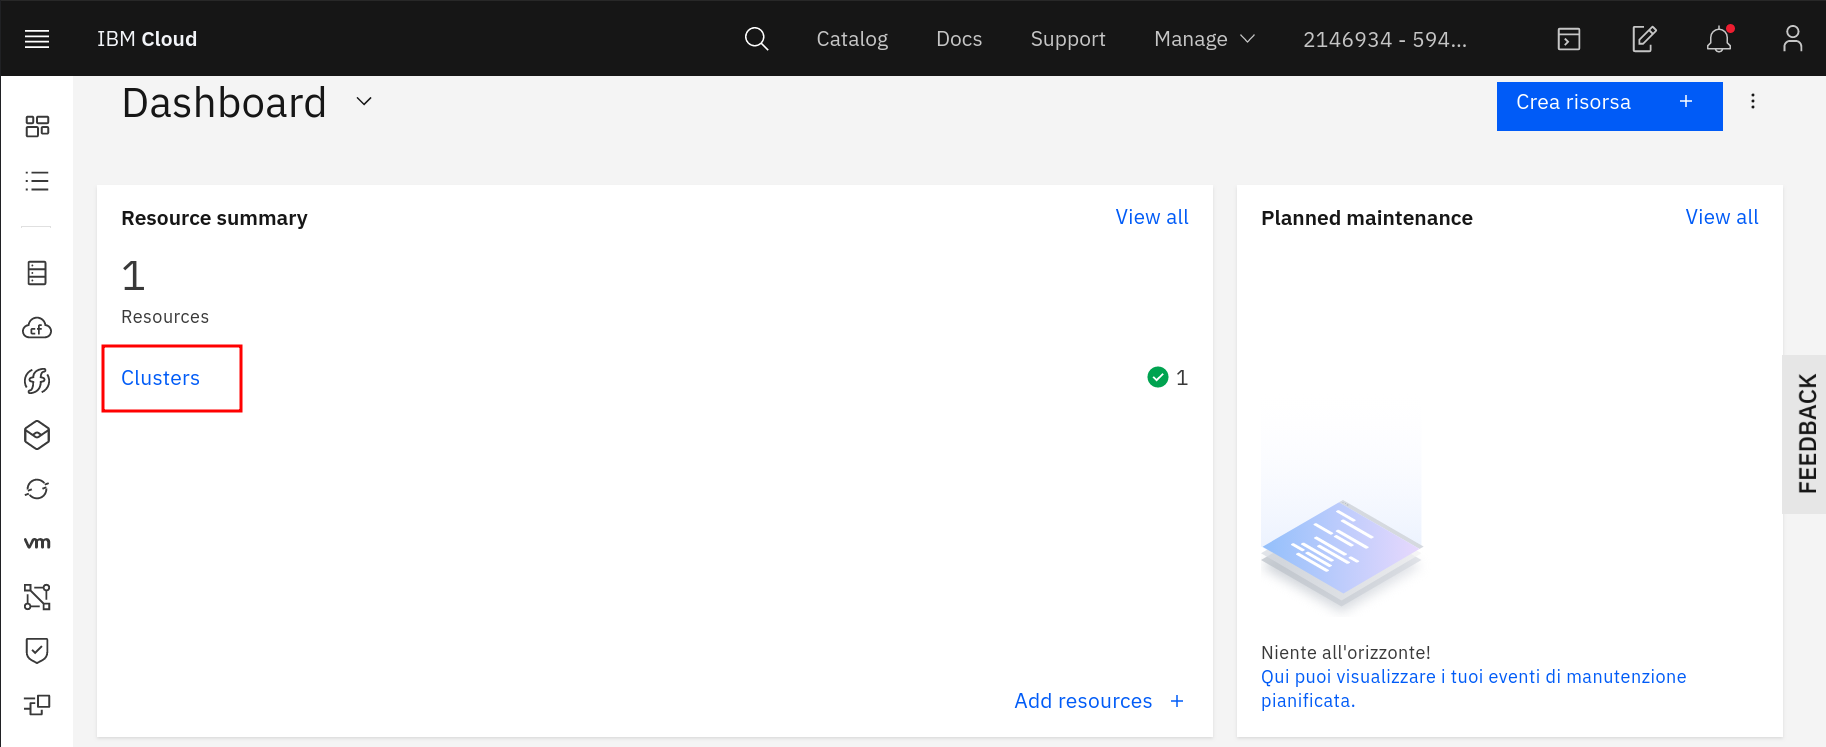 IBM Cloud
Catalog
Docs
Support
Manage
2146934 - 594...
Dashboard
Crea risorsa +
Resource summary
View all
1
Resources
Clusters
1
Add resources +
Planned maintenance
View all
Niente all'orizzonte!
Qui puoi visualizzare i tuoi eventi di manutenzione
pianificata.
FEEDBACK
cf
vm